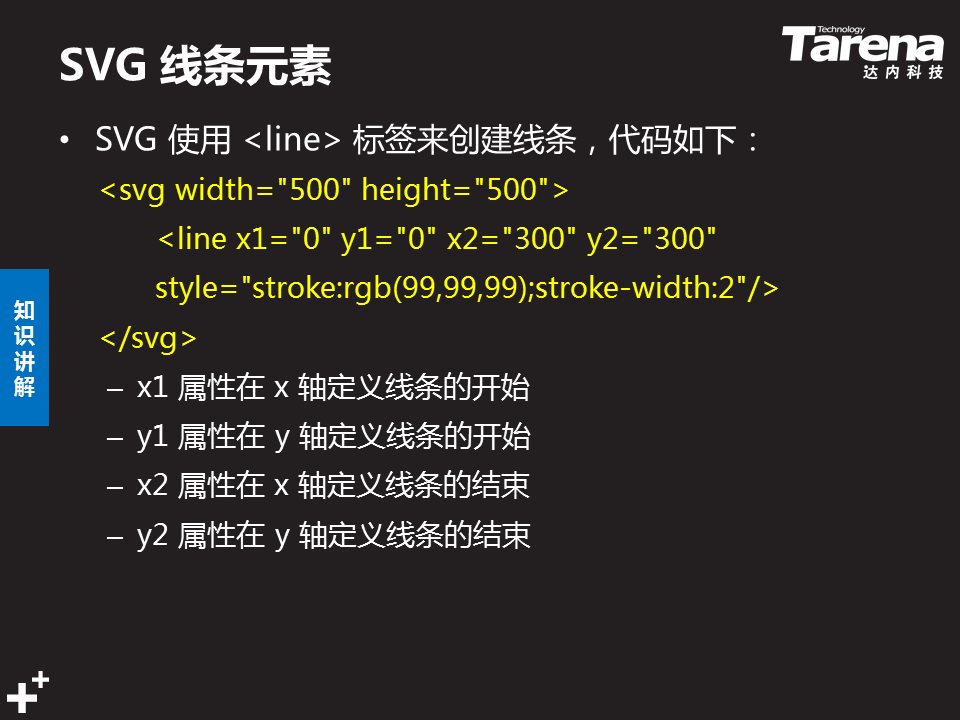 SVG 线条元素
Technology
Tarena
达内科技
• SVG 使用 <line> 标签来创建线条，代码如下：
<svg width="500" height="500">
<line x1="0" y1="0" x2="300" y2="300"
style="stroke:rgb(99,99,99);stroke-width:2"/>
</svg>
知识讲解
– x1 属性在 x 轴定义线条的开始
– y1 属性在 y 轴定义线条的开始
– x2 属性在 x 轴定义线条的结束
– y2 属性在 y 轴定义线条的结束